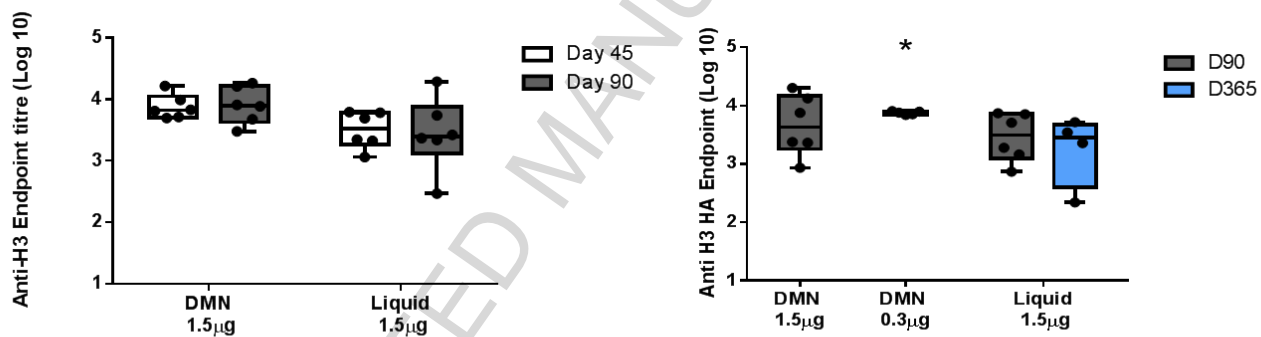 Anti-H3 Endpoint titre (Log 10)
5
4
3
2
1
DMN
1.5μg
Liquid
1.5μg
Day 45
Day 90
Anti H3 HA Endpoint (Log 10)
5
4
3
2
1
*
DMN
1.5μg
DMN
0.3μg
Liquid
1.5μg
D90
D365
TED MANU